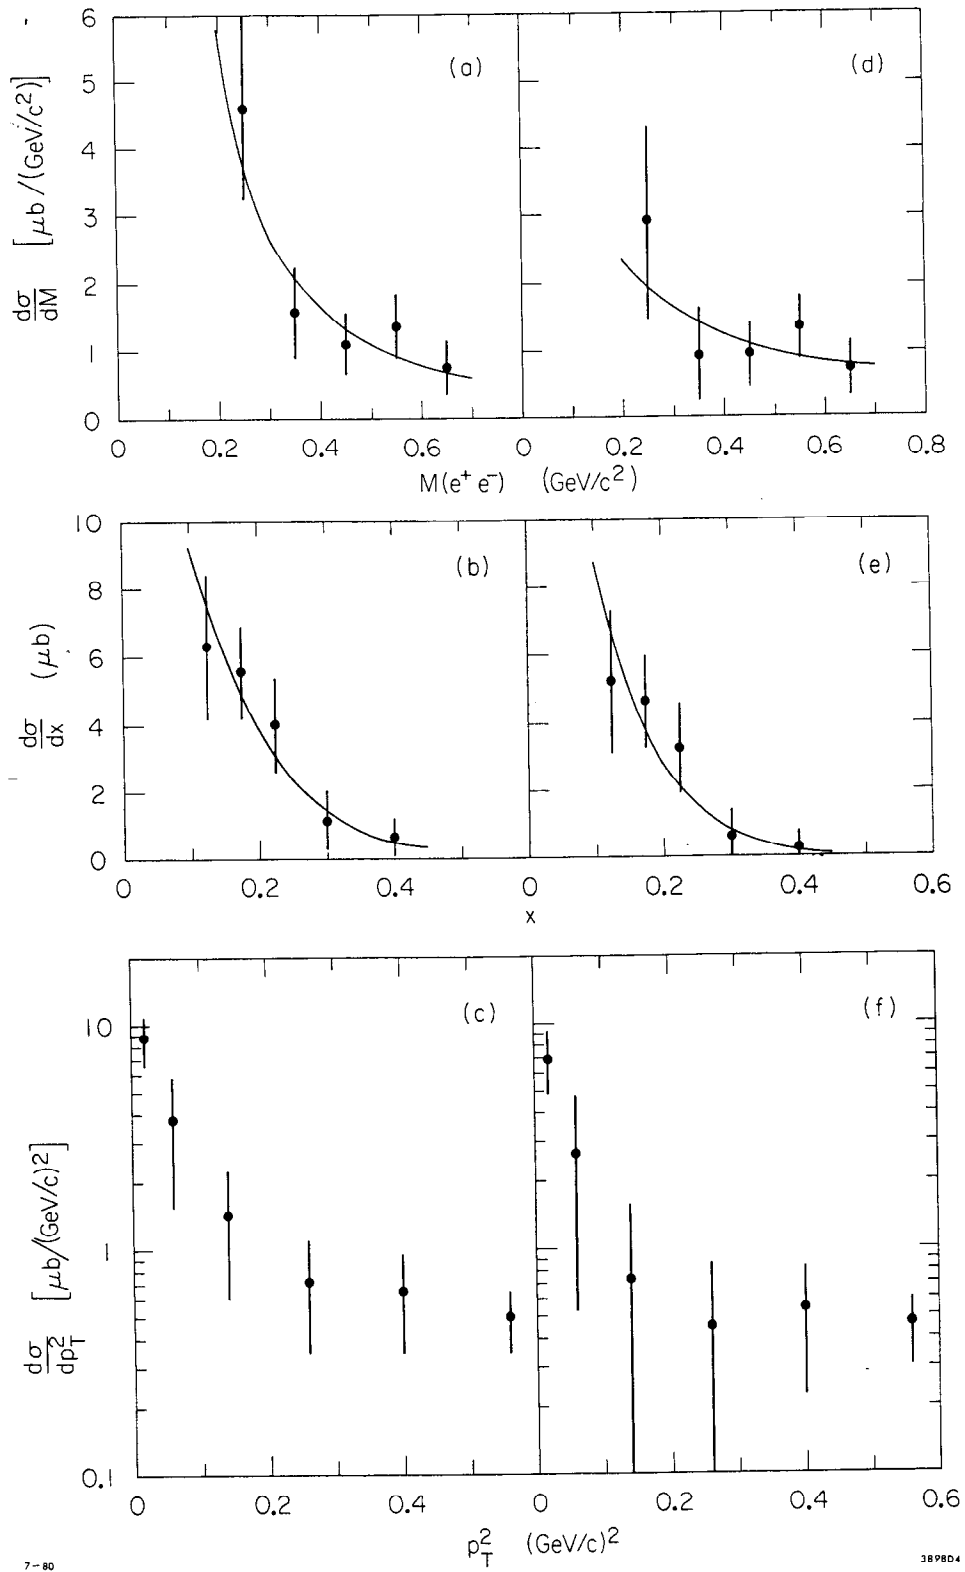 6
5
4
3
2
1
0
dσ/dM [μb/(GeV/c²)]
(a)
(d)
0 0.2 0.4 0.6 0 0.2 0.4 0.6 0.8
M(e⁺ e⁻) (GeV/c²)
10
8
6
4
2
0
dσ/dx (μb)
(b)
(e)
0 0.2 0.4 0 0.2 0.4 0.6
x
10
1
0.1
dσ/dp_T² [μb/(GeV/c)²]
(c)
(f)
0 0.2 0.4 0 0.2 0.4 0.6
p_T² (GeV/c)²
7-80
3898D4